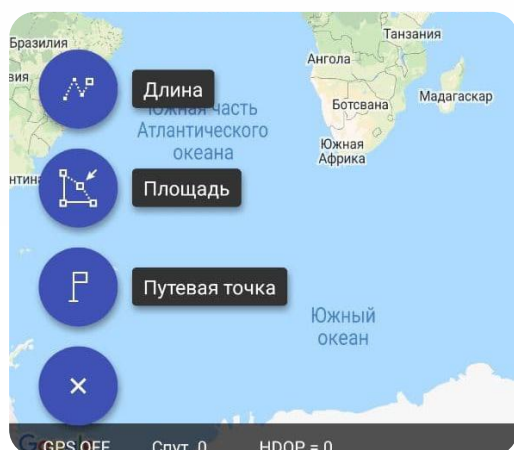 Бразилия
Танзания
Ангола
Длина
Южная часть
Атлантического
океана
Ботсвана
Мадагаскар
Южная
Африка
Площадь
Путевая точка
Южный
океан
GPS OFF Спут. 0 HDOP = 0